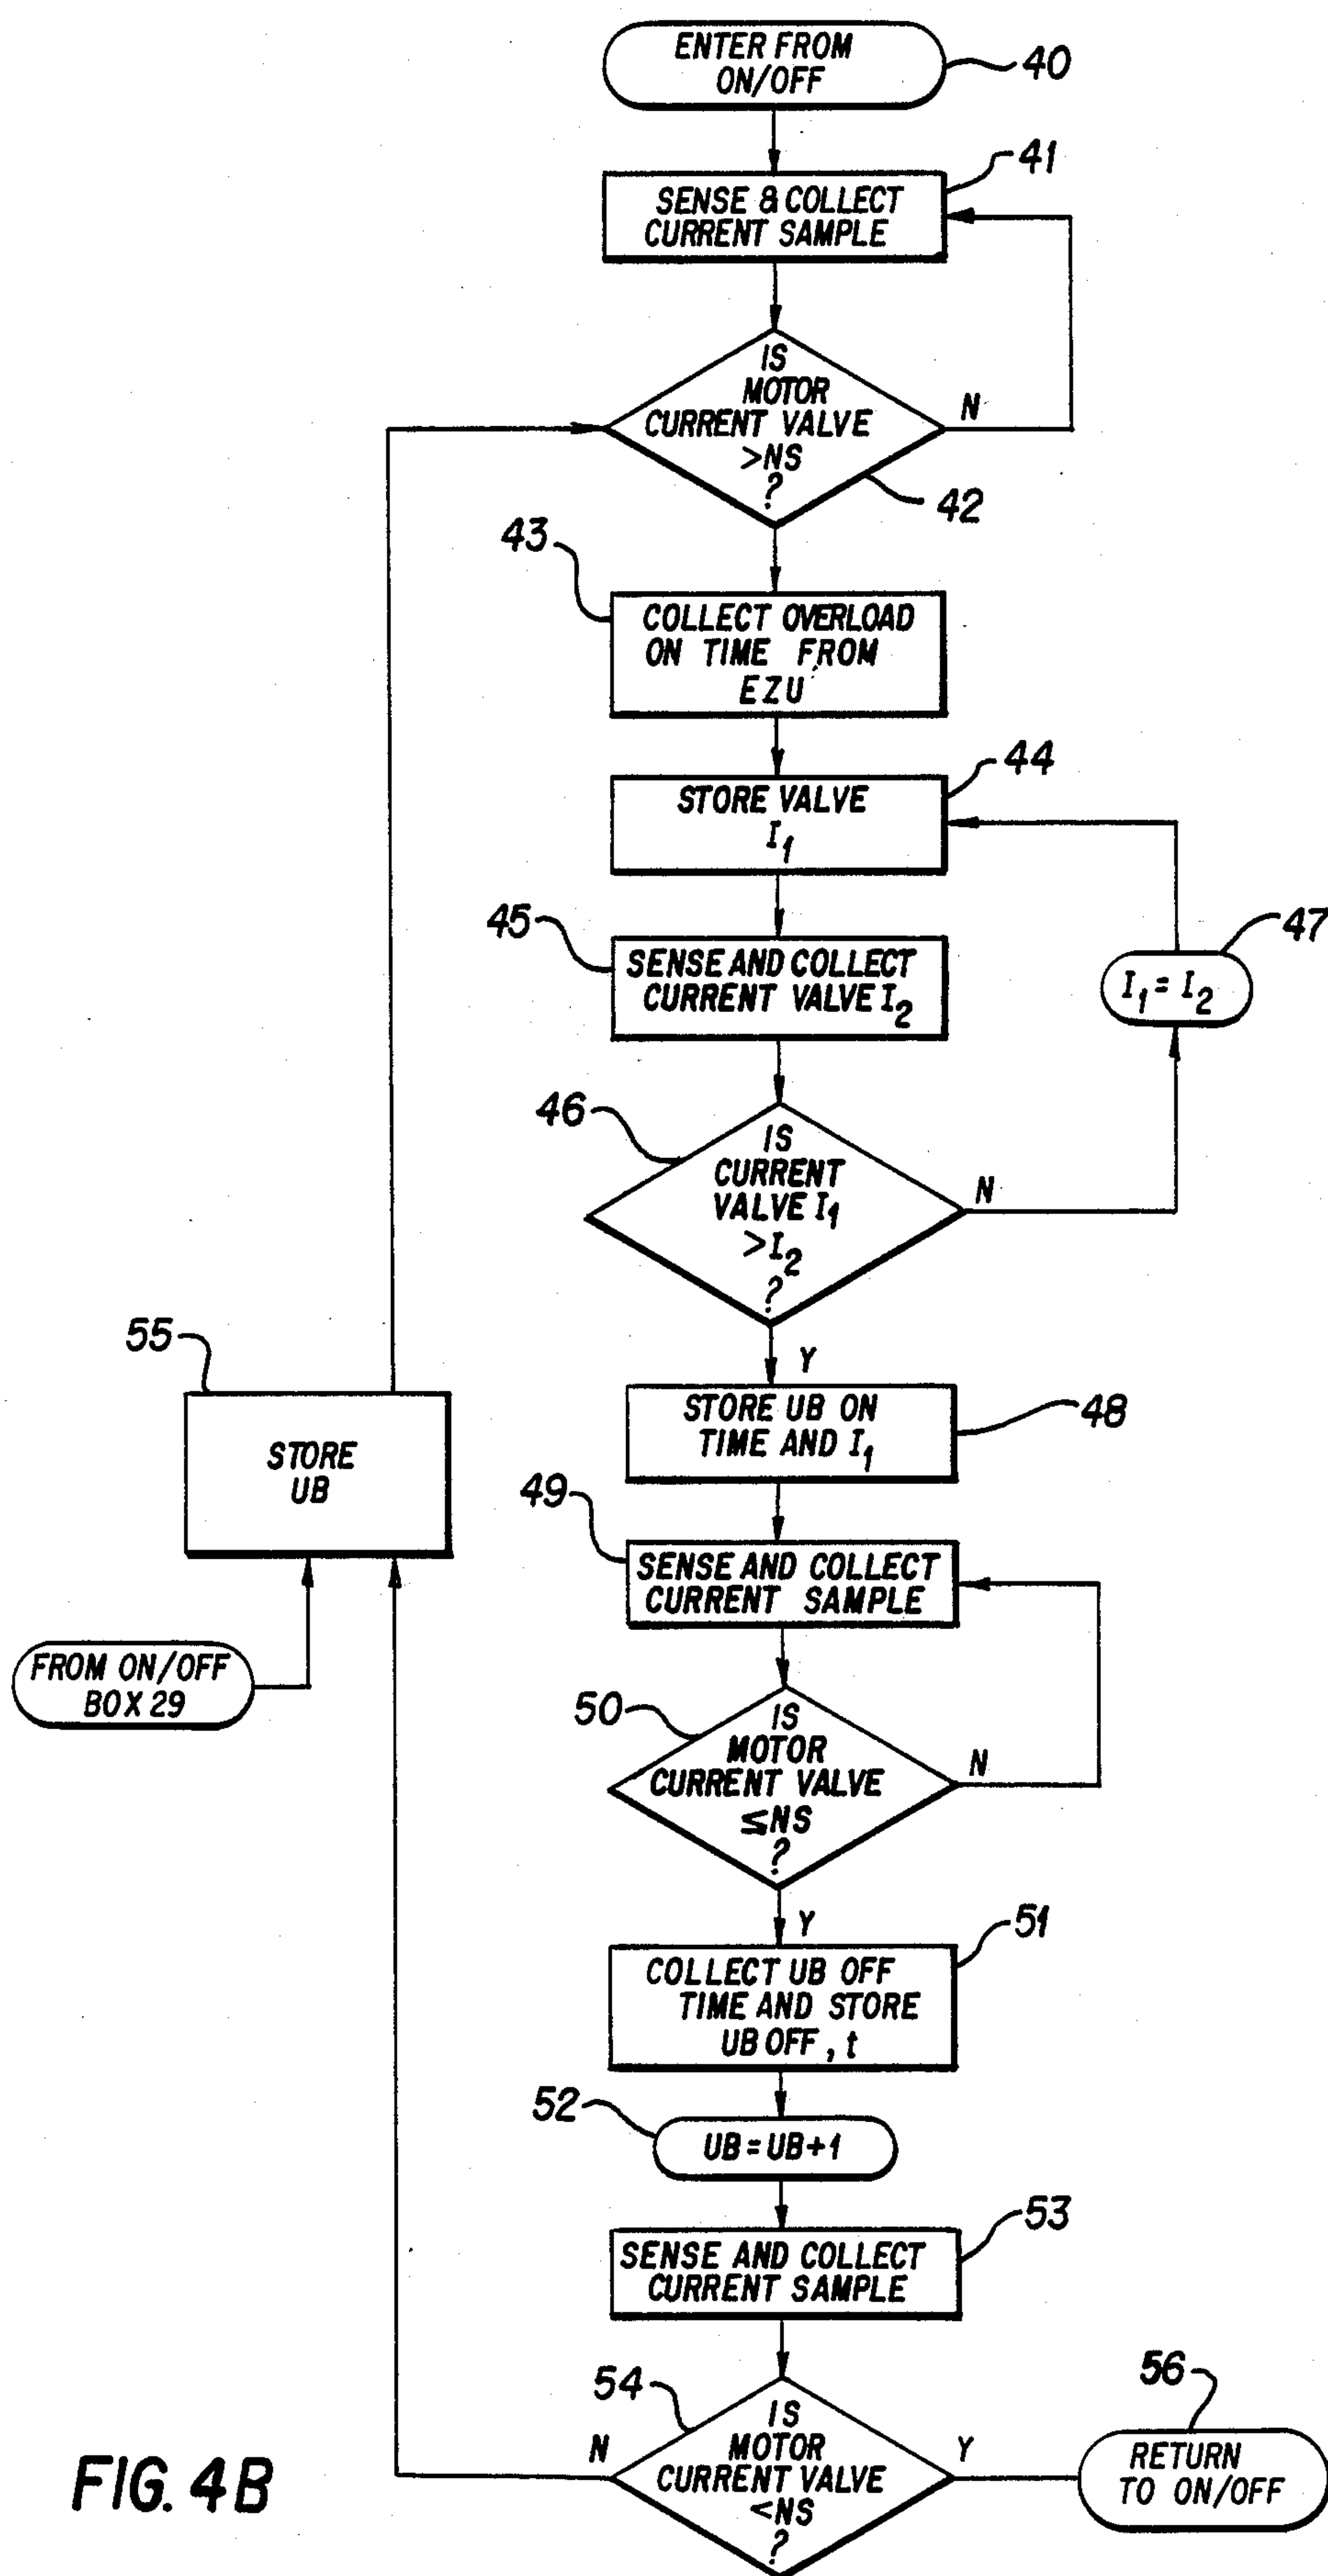 ENTER FROM
ON/OFF
40
41
SENSE & COLLECT
CURRENT SAMPLE
IS
MOTOR
CURRENT VALVE
>NS
?
N
42
43
COLLECT OVERLOAD
ON TIME FROM
EZU
44
STORE VALVE
I1
45
SENSE AND COLLECT
CURRENT VALVE I2
47
I1 = I2
46
IS
CURRENT
VALVE I1
>I2
?
N
Y
55
STORE
UB
48
STORE UB ON
TIME AND I1
49
SENSE AND COLLECT
CURRENT SAMPLE
FROM ON/OFF
BOX 29
50
IS
MOTOR
CURRENT VALVE
≤NS
?
N
Y
51
COLLECT UB OFF
TIME AND STORE
UB OFF, t
52
UB=UB+1
53
SENSE AND COLLECT
CURRENT SAMPLE
54
IS
MOTOR
CURRENT VALVE
<NS
?
N
Y
56
RETURN
TO ON/OFF
FIG. 4B